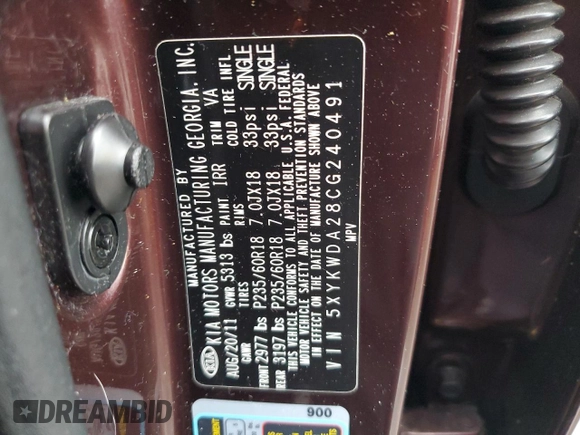 MANUFACTURED BY
KIA KIA MOTORS MANUFACTURING GEORGIA, INC.
AUG/20/11 GVWR 5313 lbs PAINT IRR TRIM VA
GAWR TIRES RIMS COLD TIRE INFL
FRONT 2977 lbs P235/60R18 7.0JX18 33psi SINGLE
REAR 3197 lbs P235/60R18 7.0JX18 33psi SINGLE
THIS VEHICLE CONFORMS TO ALL APPLICABLE U.S.A. FEDERAL
MOTOR VEHICLE SAFETY AND THEFT PREVENTION STANDARDS
IN EFFECT ON THE DATE OF MANUFACTURE SHOWN ABOVE
VIN 5XYKWDA28CG240491
MPV
KIA
900
DREAMBID